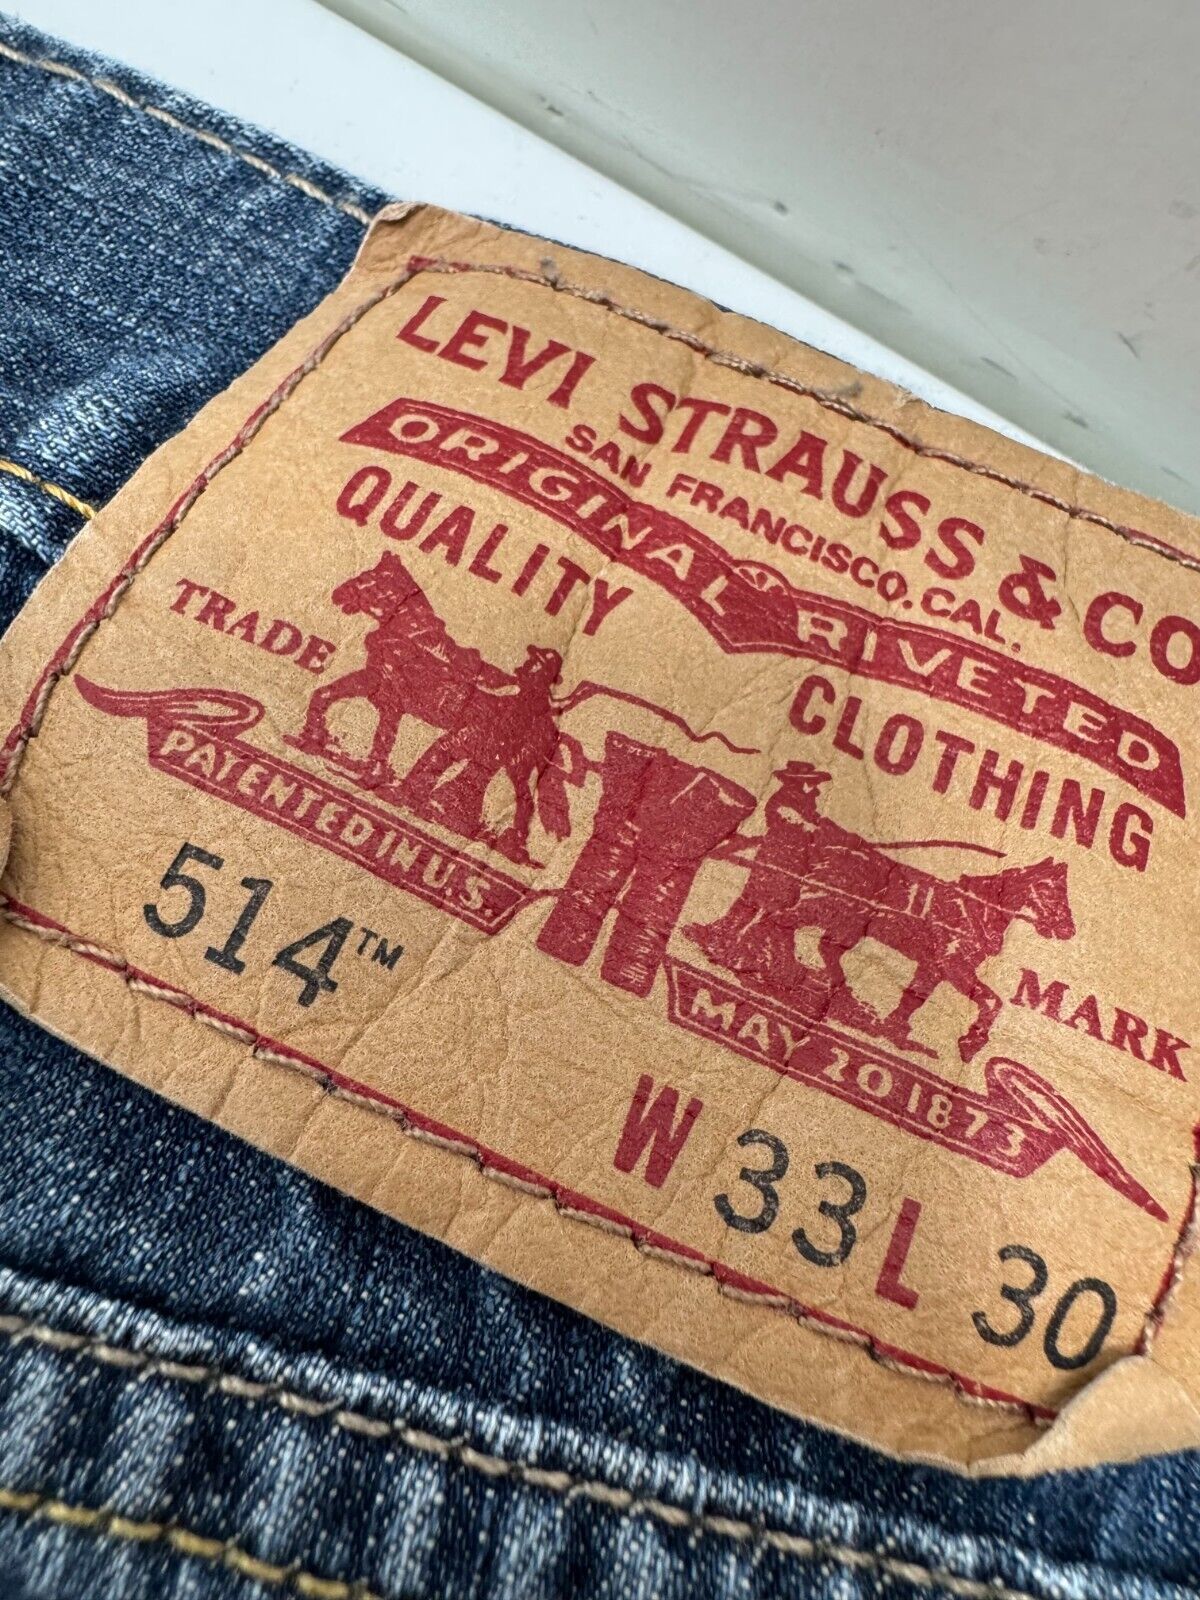 LEVI STRAUSS & CO
SAN FRANCISCO, CAL.
ORIGINAL RIVETED
QUALITY CLOTHING
TRADE MARK
PATENTED IN U.S. MAY 20 1873
514™
W 33 L 30